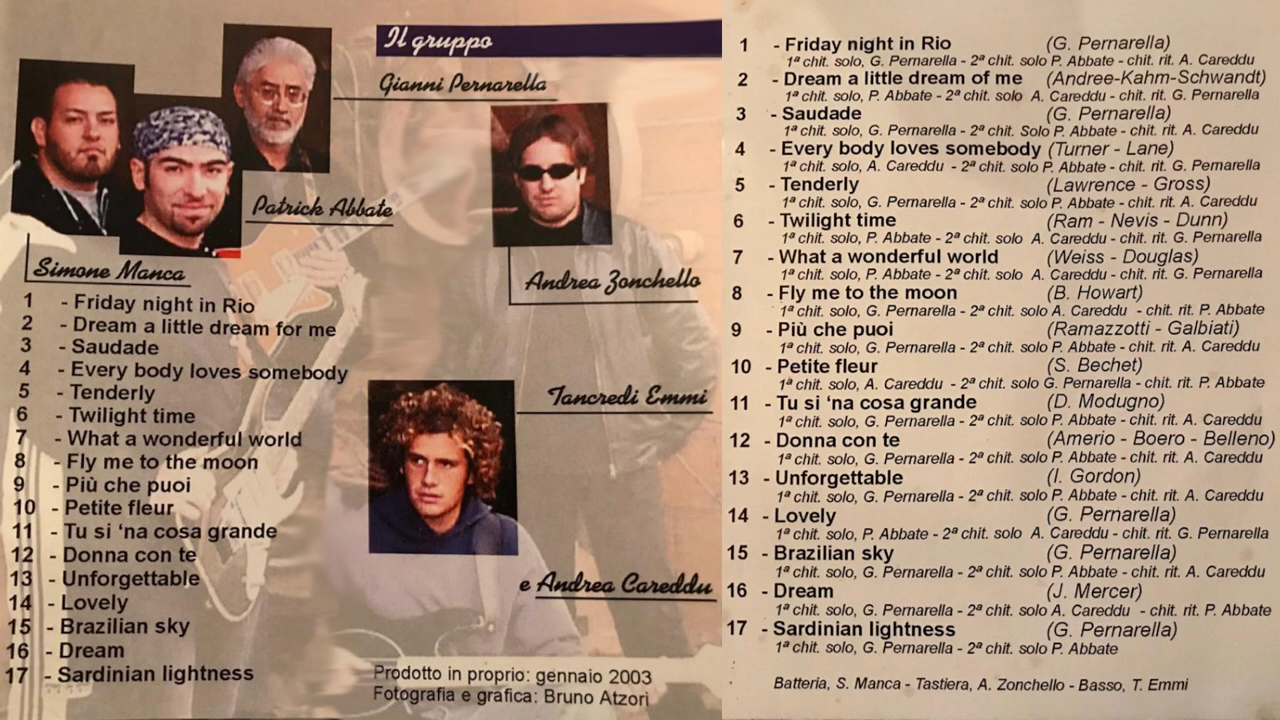 Il gruppo
Gianni Pernarella
Patrick Abbate
Simone Manca
Andrea Zonchello
Tancredi Emmi
e Andrea Careddu
1 - Friday night in Rio
2 - Dream a little dream for me
3 - Saudade
4 - Every body loves somebody
5 - Tenderly
6 - Twilight time
7 - What a wonderful world
8 - Fly me to the moon
9 - Più che puoi
10 - Petite fleur
11 - Tu si ‘na cosa grande
12 - Donna con te
13 - Unforgettable
14 - Lovely
15 - Brazilian sky
16 - Dream
17 - Sardinian lightness
Prodotto in proprio: gennaio 2003
Fotografia e grafica: Bruno Atzori
1 - Friday night in Rio (G. Pernarella)
1ª chit. solo, G. Pernarella - 2ª chit. solo P. Abbate - chit. rit. A. Careddu
2 - Dream a little dream of me (Andree-Kahm-Schwandt)
1ª chit. solo, P. Abbate - 2ª chit. solo A. Careddu - chit. rit. G. Pernarella
3 - Saudade (G. Pernarella)
1ª chit. solo, G. Pernarella - 2ª chit. Solo P. Abbate - chit. rit. A. Careddu
4 - Every body loves somebody (Turner - Lane)
1ª chit. solo, A. Careddu - 2ª chit. solo P. Abbate - chit. rit. G. Pernarella
5 - Tenderly (Lawrence - Gross)
1ª chit. solo, G. Pernarella - 2ª chit. solo P. Abbate - chit. rit. A. Careddu
6 - Twilight time (Ram - Nevis - Dunn)
1ª chit. solo, P. Abbate - 2ª chit. solo A. Careddu - chit. rit. G. Pernarella
7 - What a wonderful world (Weiss - Douglas)
1ª chit. solo, P. Abbate - 2ª chit. solo A. Careddu - chit. rit. G. Pernarella
8 - Fly me to the moon (B. Howart)
1ª chit. solo, G. Pernarella - 2ª chit. solo A. Careddu - chit. rit. P. Abbate
9 - Più che puoi (Ramazzotti - Galbiati)
1ª chit. solo, G. Pernarella - 2ª chit. solo P. Abbate - chit. rit. A. Careddu
10 - Petite fleur (S. Bechet)
1ª chit. solo, A. Careddu - 2ª chit. solo G. Pernarella - chit. rit. P. Abbate
11 - Tu si ‘na cosa grande (D. Modugno)
1ª chit. solo, G. Pernarella - 2ª chit. solo P. Abbate - chit. rit. A. Careddu
12 - Donna con te (Amerio - Boero - Belleno)
1ª chit. solo, G. Pernarella - 2ª chit. solo P. Abbate - chit. rit. A. Careddu
13 - Unforgettable (I. Gordon)
1ª chit. solo, G. Pernarella - 2ª chit. solo P. Abbate - chit. rit. A. Careddu
14 - Lovely (G. Pernarella)
1ª chit. solo, P. Abbate - 2ª chit. solo A. Careddu - chit. rit. G. Pernarella
15 - Brazilian sky (G. Pernarella)
1ª chit. solo, G. Pernarella - 2ª chit. solo P. Abbate - chit. rit. A. Careddu
16 - Dream (J. Mercer)
1ª chit. solo, G. Pernarella - 2ª chit. solo A. Careddu - chit. rit. P. Abbate
17 - Sardinian lightness (G. Pernarella)
1ª chit. solo, G. Pernarella - 2ª chit. solo P. Abbate
Batteria, S. Manca - Tastiera, A. Zonchello - Basso, T. Emmi